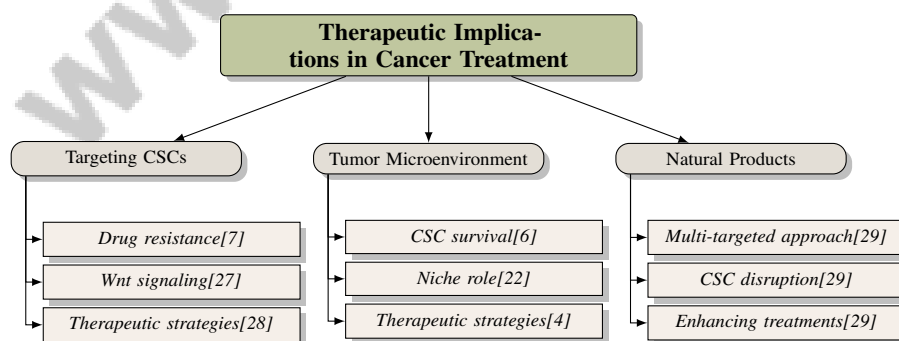 Therapeutic Implica-
tions in Cancer Treatment
Targeting CSCs
Tumor Microenvironment
Natural Products
Drug resistance[7]
Wnt signaling[27]
Therapeutic strategies[28]
CSC survival[6]
Niche role[22]
Therapeutic strategies[4]
Multi-targeted approach[29]
CSC disruption[29]
Enhancing treatments[29]